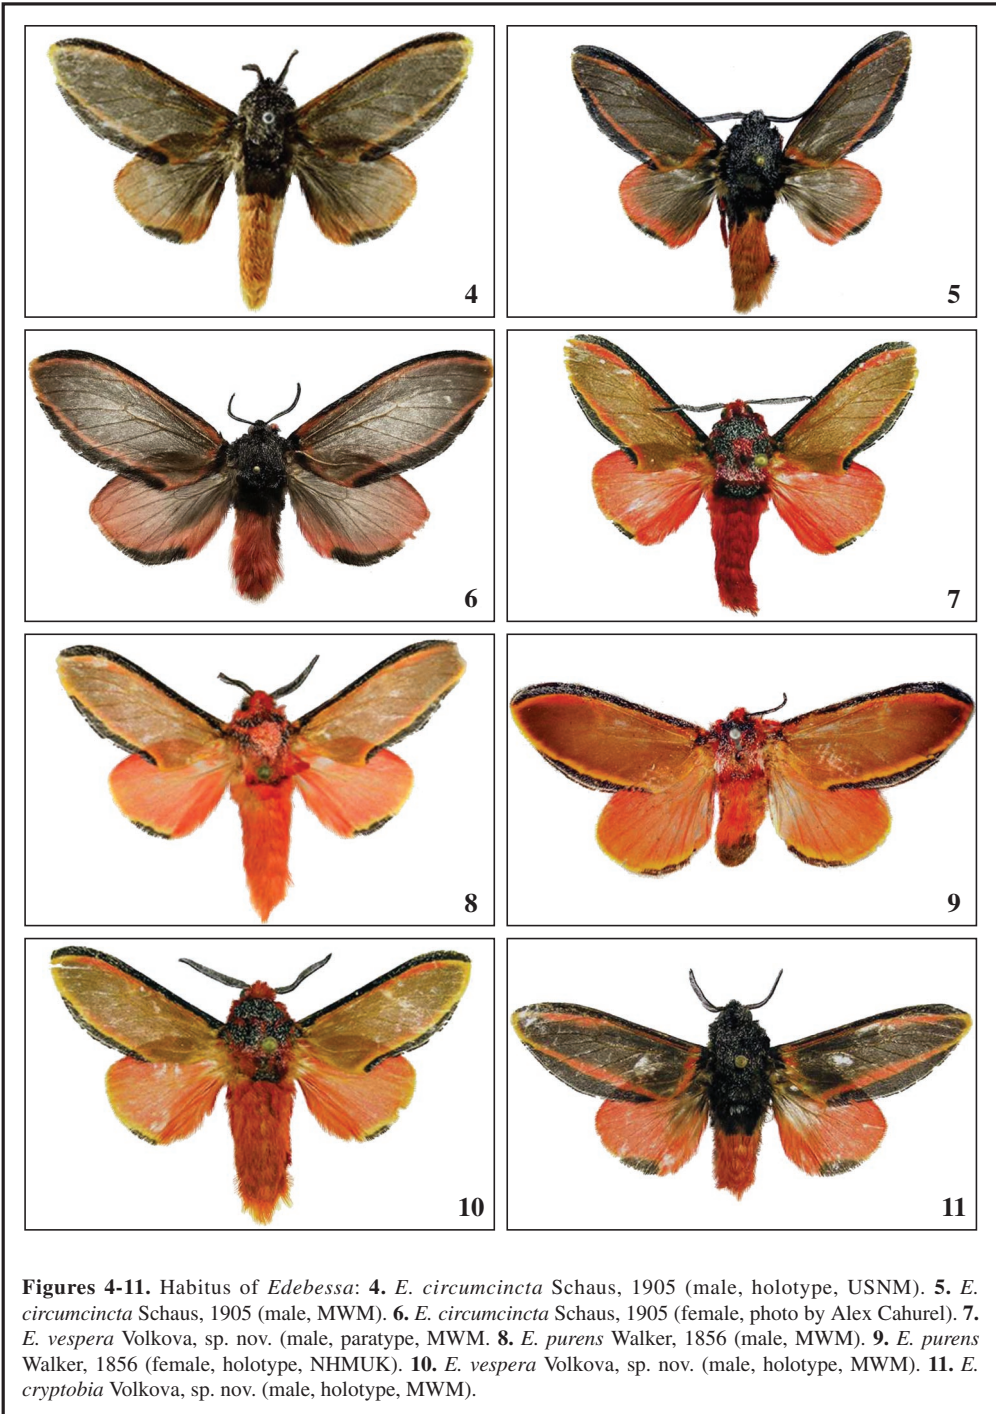 4
5
6
7
8
9
10
11
Figures 4-11. Habitus of Edebessa: 4. E. circumcincta Schaus, 1905 (male, holotype, USNM). 5. E.
circumcincta Schaus, 1905 (male, MWM). 6. E. circumcincta Schaus, 1905 (female, photo by Alex Cahurel). 7.
E. vespera Volkova, sp. nov. (male, paratype, MWM. 8. E. purens Walker, 1856 (male, MWM). 9. E. purens
Walker, 1856 (female, holotype, NHMUK). 10. E. vespera Volkova, sp. nov. (male, holotype, MWM). 11. E.
cryptobia Volkova, sp. nov. (male, holotype, MWM).